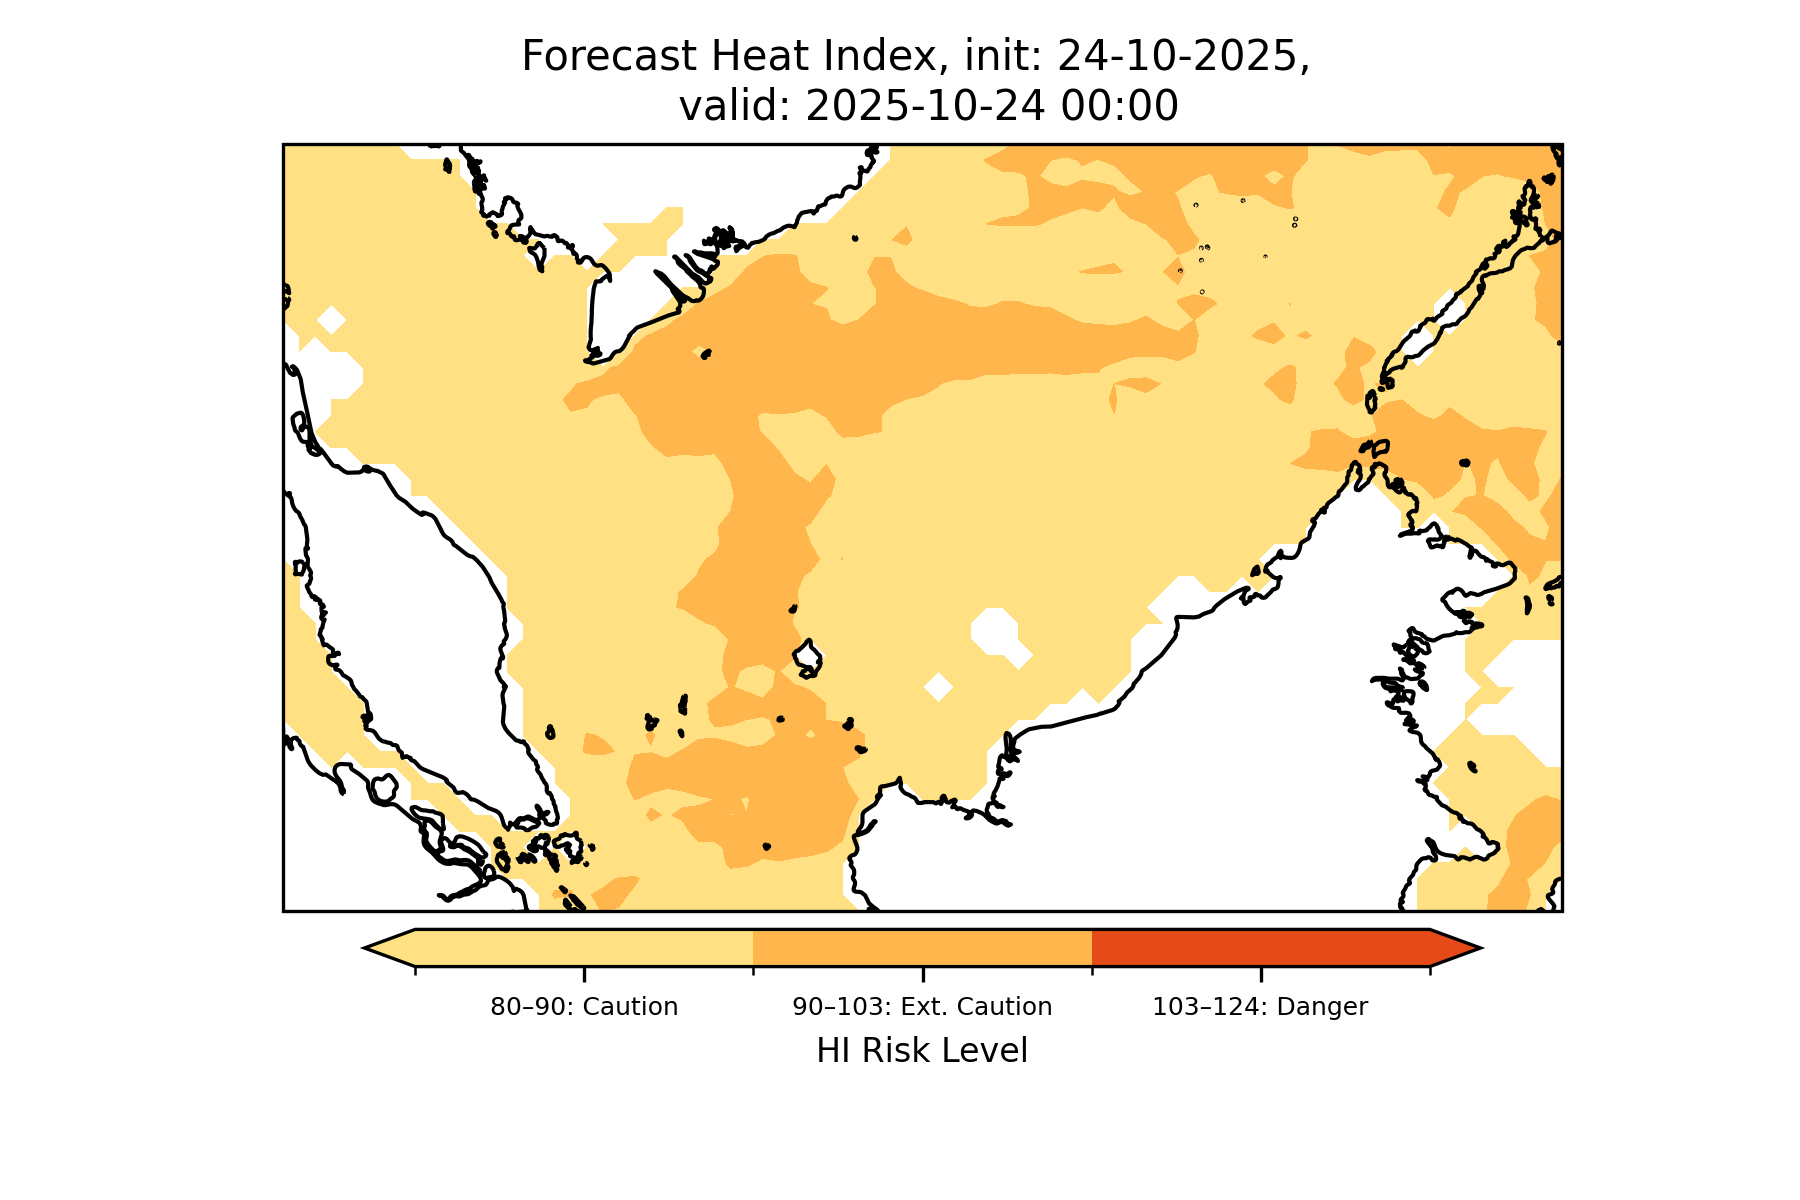 Forecast Heat Index, init: 24-10-2025,
valid: 2025-10-24 00:00
80–90: Caution
90–103: Ext. Caution
103–124: Danger
HI Risk Level